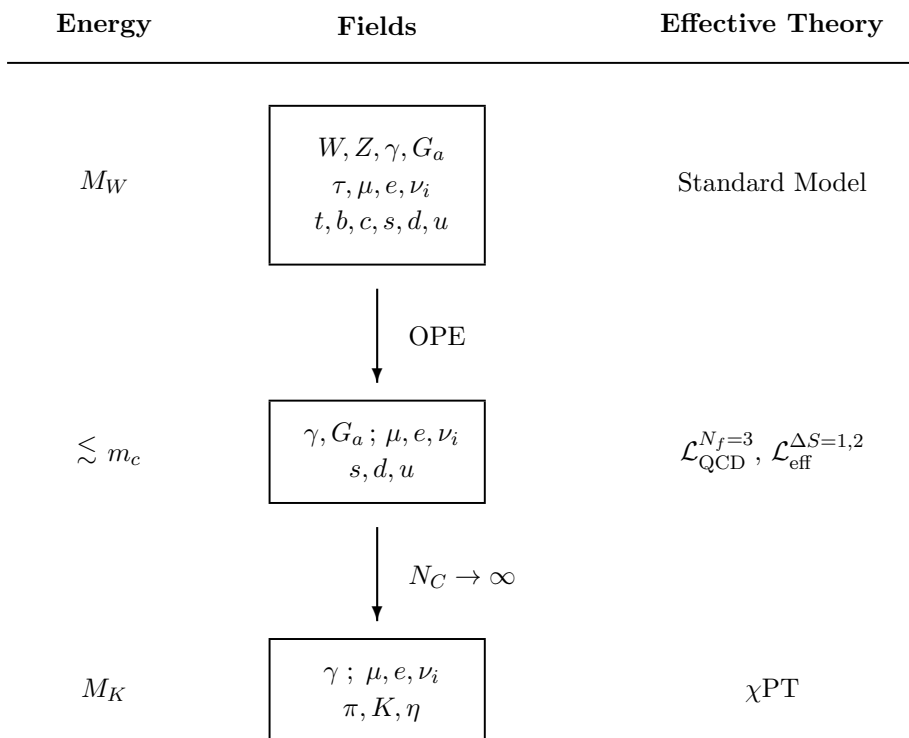 Energy Fields Effective Theory
W, Z, γ, G_a
M_W τ, μ, e, ν_i Standard Model
t, b, c, s, d, u
OPE
γ, G_a ; μ, e, ν_i
≲ m_c s, d, u ℒ_QCD^{N_f=3}, ℒ_eff^{ΔS=1,2}
N_C → ∞
γ ; μ, e, ν_i
M_K π, K, η χPT